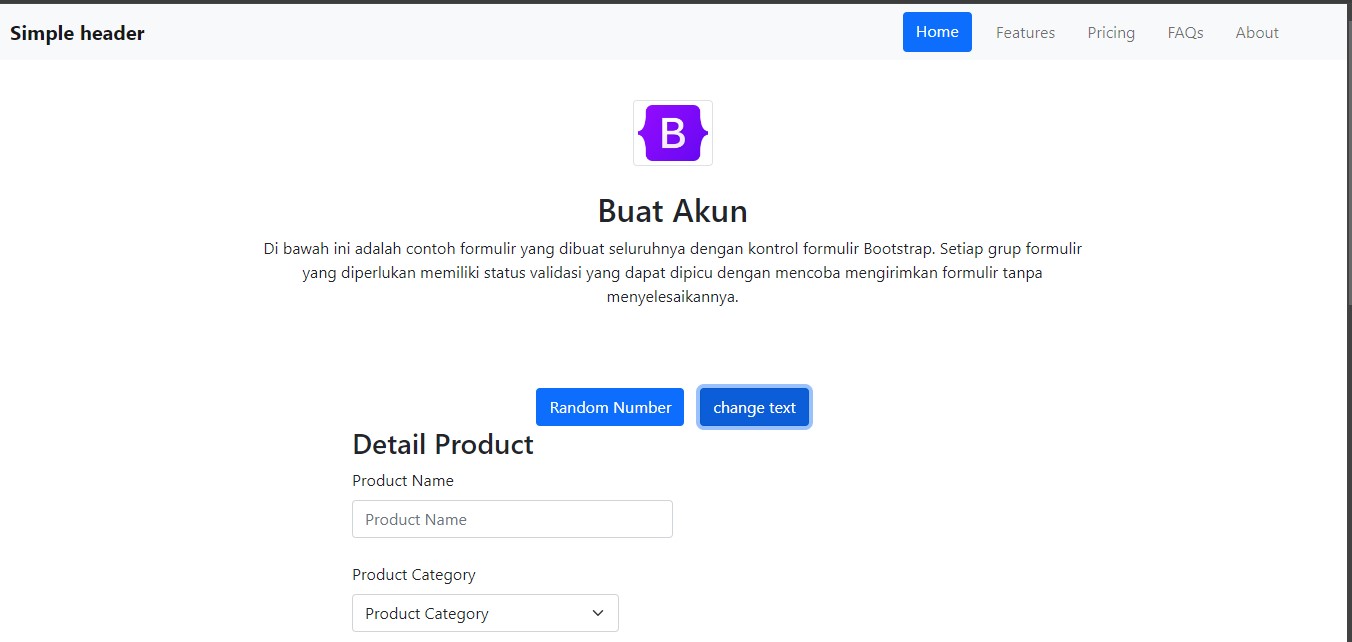 Simple header
Home Features Pricing FAQs About
B
Buat Akun
Di bawah ini adalah contoh formulir yang dibuat seluruhnya dengan kontrol formulir Bootstrap. Setiap grup formulir
yang diperlukan memiliki status validasi yang dapat dipicu dengan mencoba mengirimkan formulir tanpa
menyelesaikannya.
Random Number change text
Detail Product
Product Name
Product Name
Product Category
Product Category